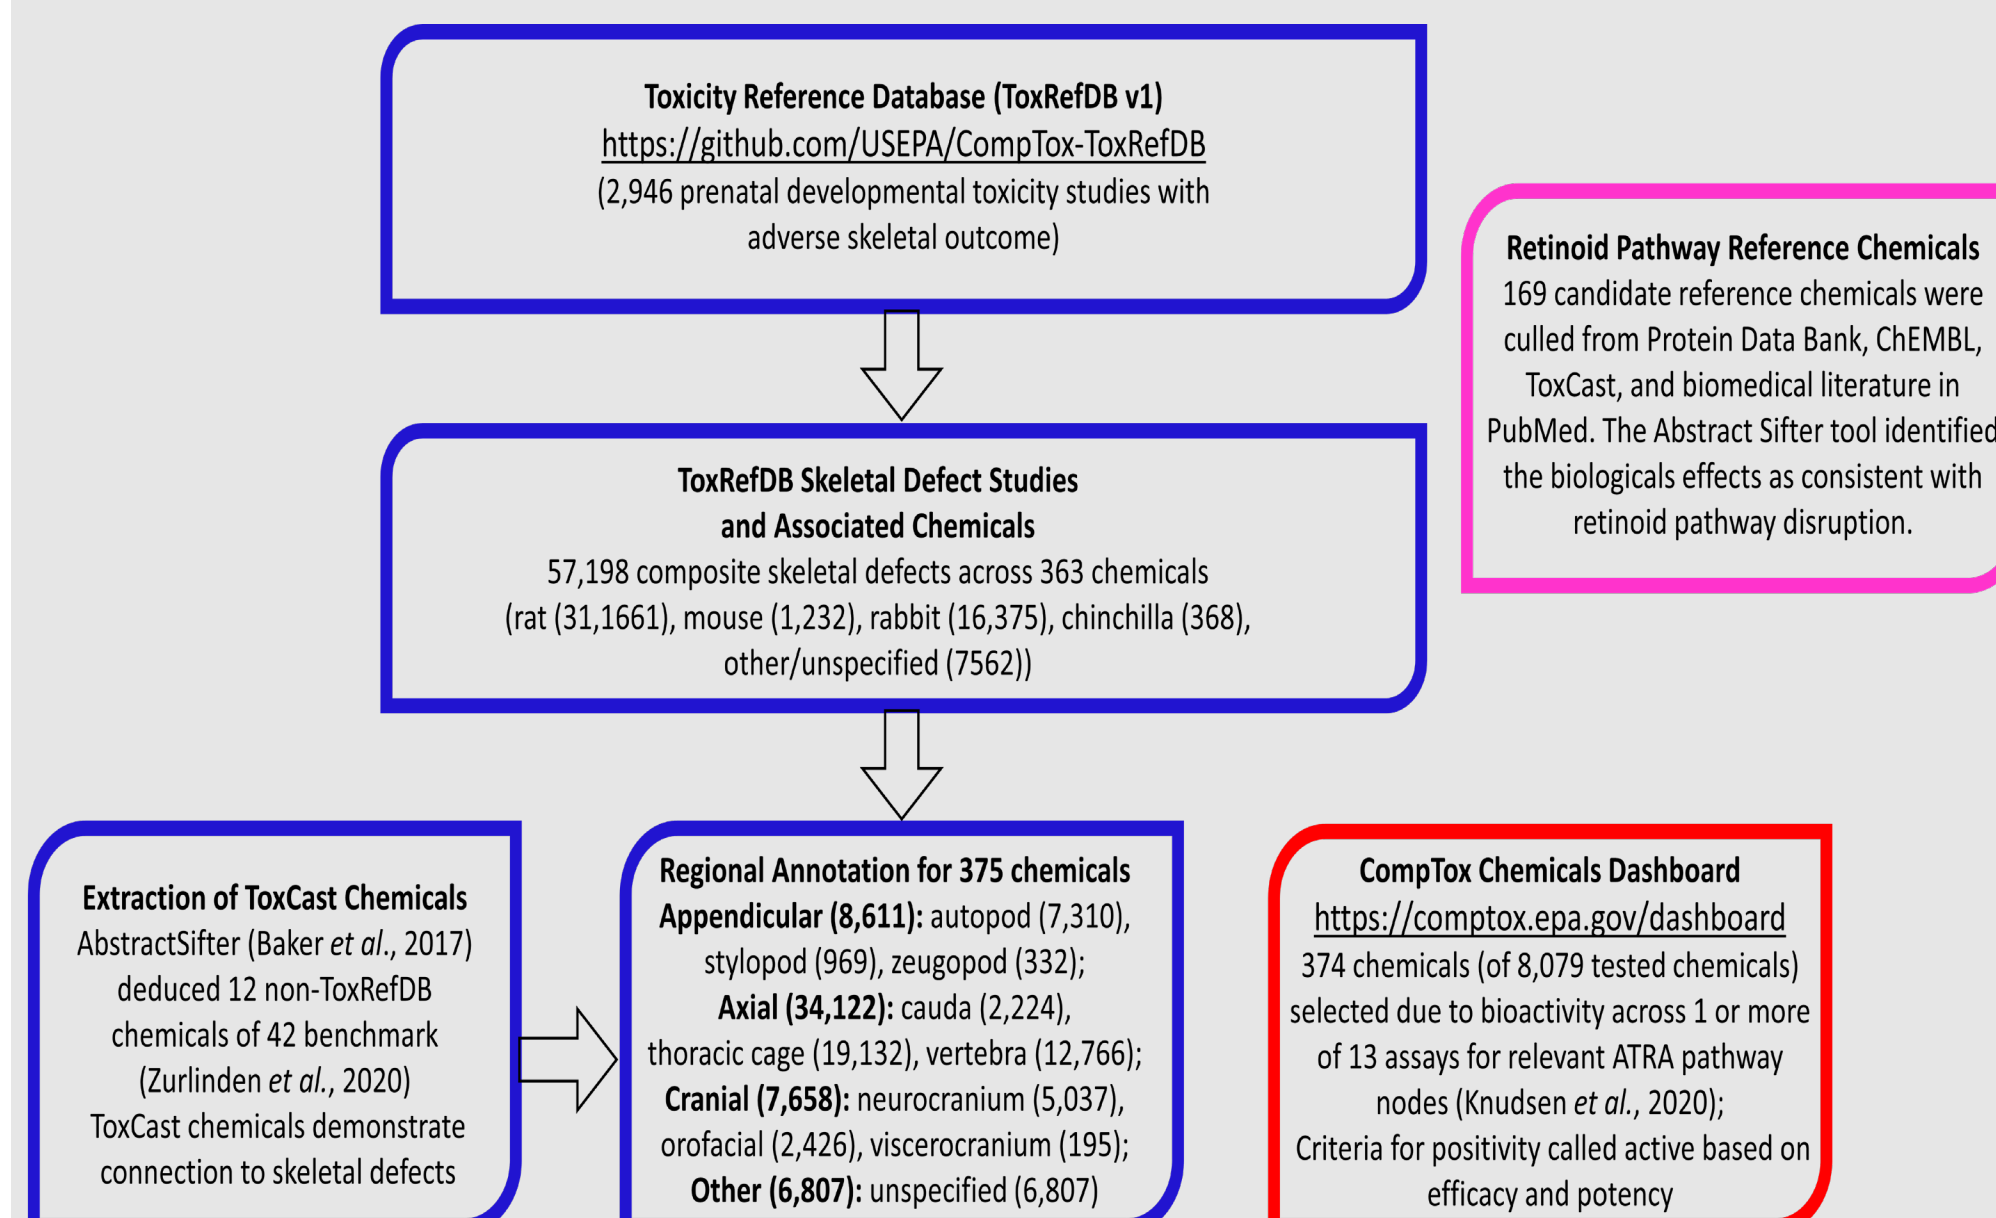 Toxicity Reference Database (ToxRefDB v1)
https://github.com/USEPA/CompTox-ToxRefDB
(2,946 prenatal developmental toxicity studies with
adverse skeletal outcome)
Retinoid Pathway Reference Chemicals
169 candidate reference chemicals were
culled from Protein Data Bank, ChEMBL,
ToxCast, and biomedical literature in
PubMed. The Abstract Sifter tool identified
the biologicals effects as consistent with
retinoid pathway disruption.
ToxRefDB Skeletal Defect Studies
and Associated Chemicals
57,198 composite skeletal defects across 363 chemicals
(rat (31,1661), mouse (1,232), rabbit (16,375), chinchilla (368),
other/unspecified (7562))
Extraction of ToxCast Chemicals
AbstractSifter (Baker et al., 2017)
deduced 12 non-ToxRefDB
chemicals of 42 benchmark
(Zurlinden et al., 2020)
ToxCast chemicals demonstrate
connection to skeletal defects
Regional Annotation for 375 chemicals
Appendicular (8,611): autopod (7,310),
stylopod (969), zeugopod (332);
Axial (34,122): cauda (2,224),
thoracic cage (19,132), vertebra (12,766);
Cranial (7,658): neurocranium (5,037),
orofacial (2,426), viscerocranium (195);
Other (6,807): unspecified (6,807)
CompTox Chemicals Dashboard
https://comptox.epa.gov/dashboard
374 chemicals (of 8,079 tested chemicals)
selected due to bioactivity across 1 or more
of 13 assays for relevant ATRA pathway
nodes (Knudsen et al., 2020);
Criteria for positivity called active based on
efficacy and potency